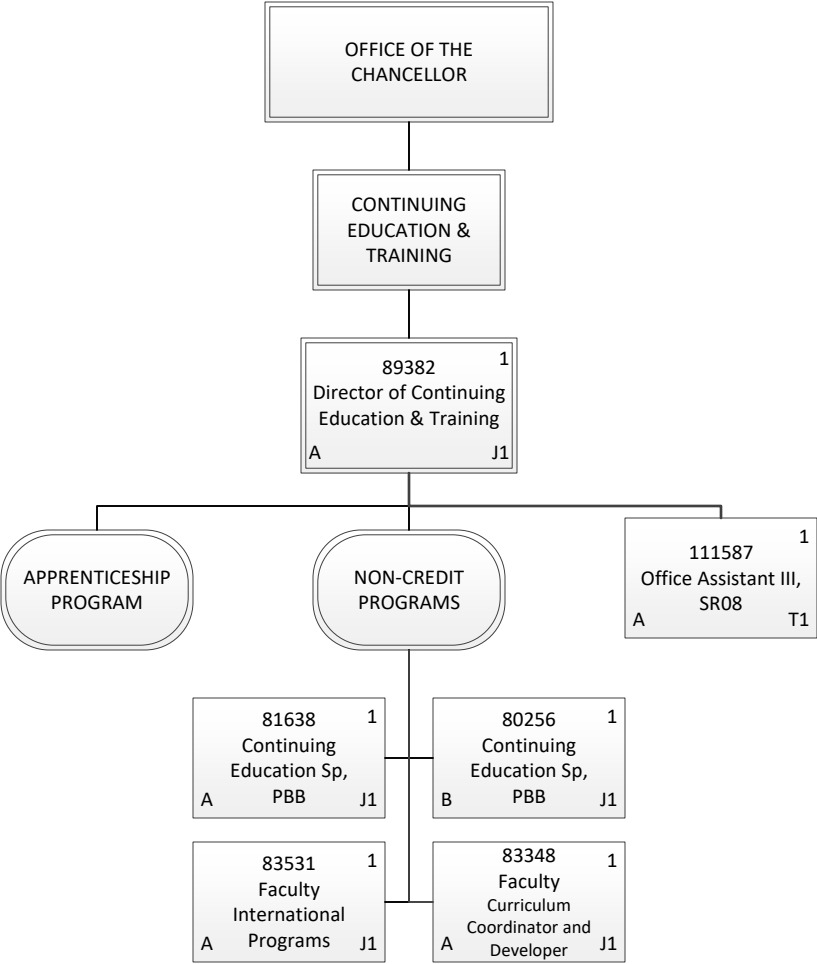 OFFICE OF THE
CHANCELLOR
CONTINUING
EDUCATION &
TRAINING
89382 1
Director of Continuing
Education & Training
A J1
APPRENTICESHIP
PROGRAM
NON-CREDIT
PROGRAMS
111587 1
Office Assistant III,
SR08
A T1
81638 1
Continuing
Education Sp,
A PBB J1
80256 1
Continuing
Education Sp,
B PBB J1
83531 1
Faculty
International
A Programs J1
83348 1
Faculty
Curriculum
Coordinator and
A Developer J1